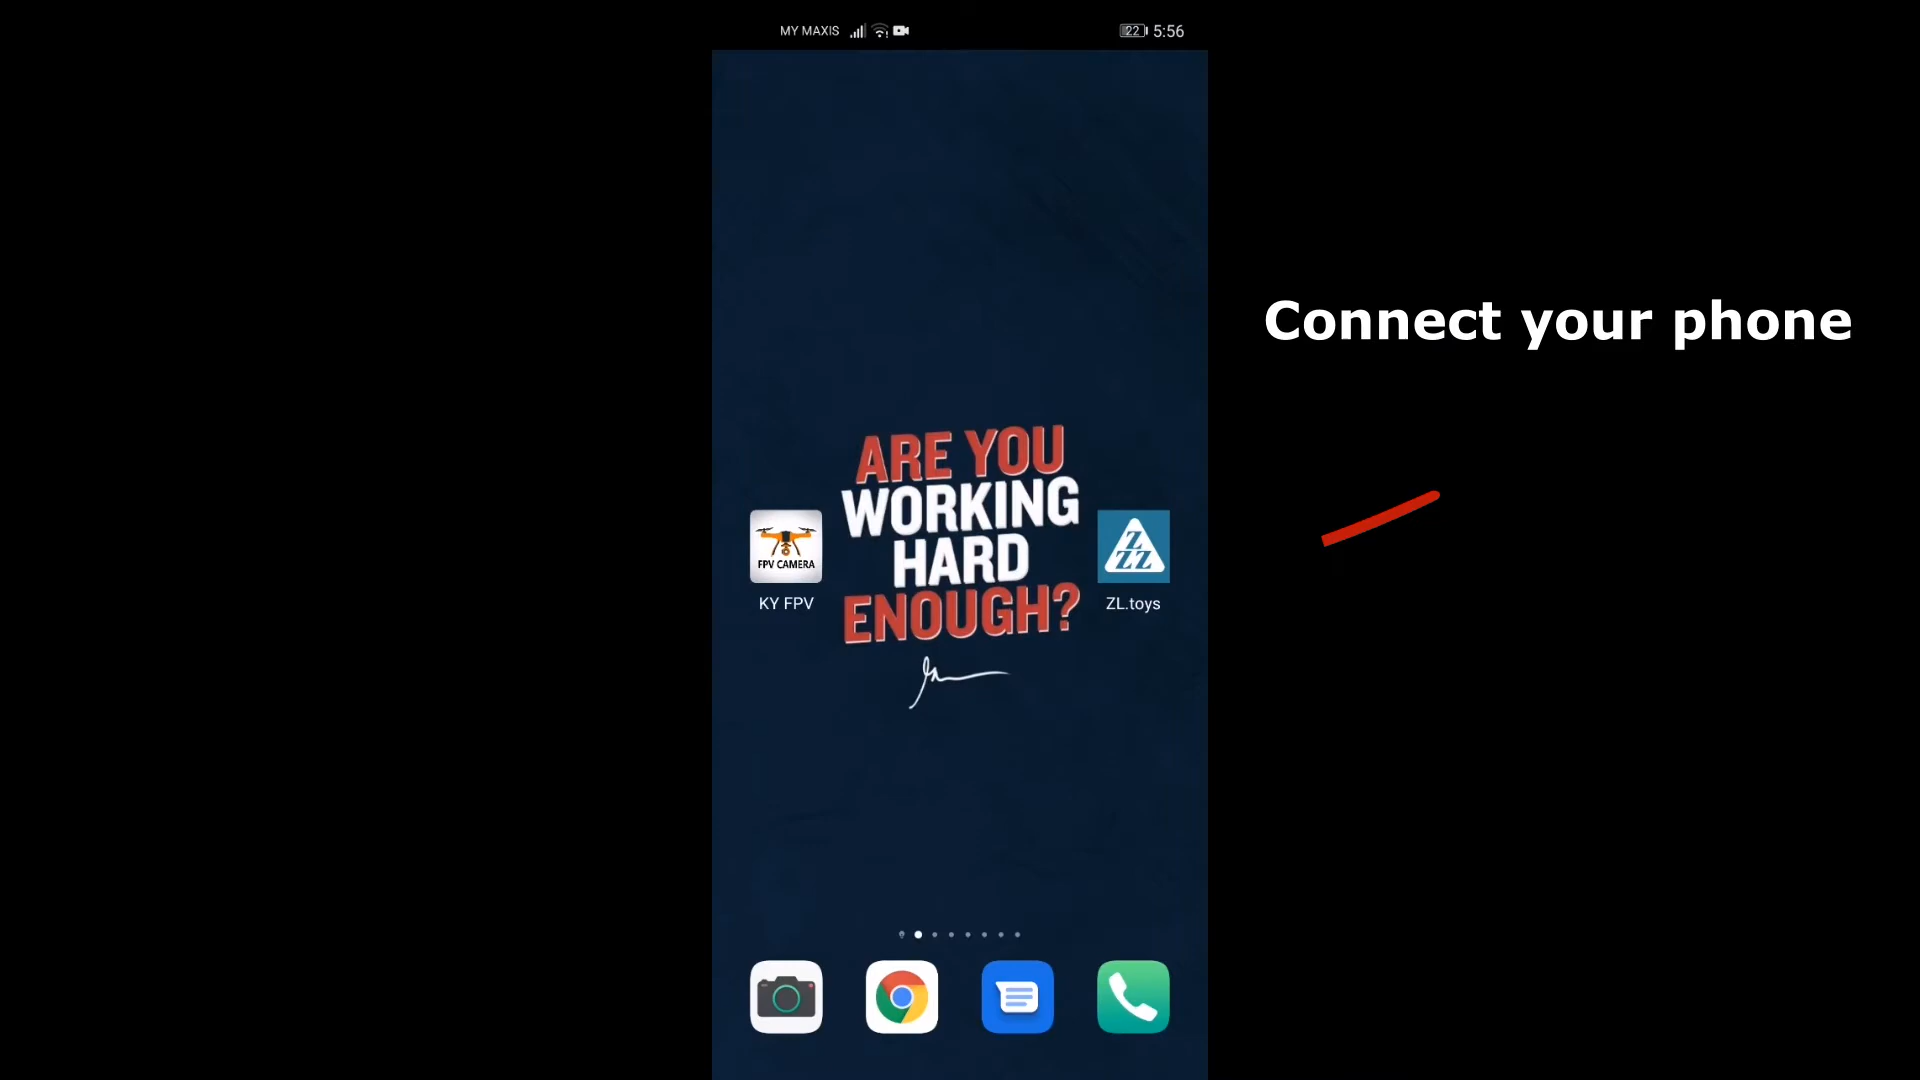 MY MAXIS
22
5:56
Connect your phone
ARE YOU
WORKING
HARD
ENOUGH?
FPV CAMERA
KY FPV
Z
ZZ
ZL.toys